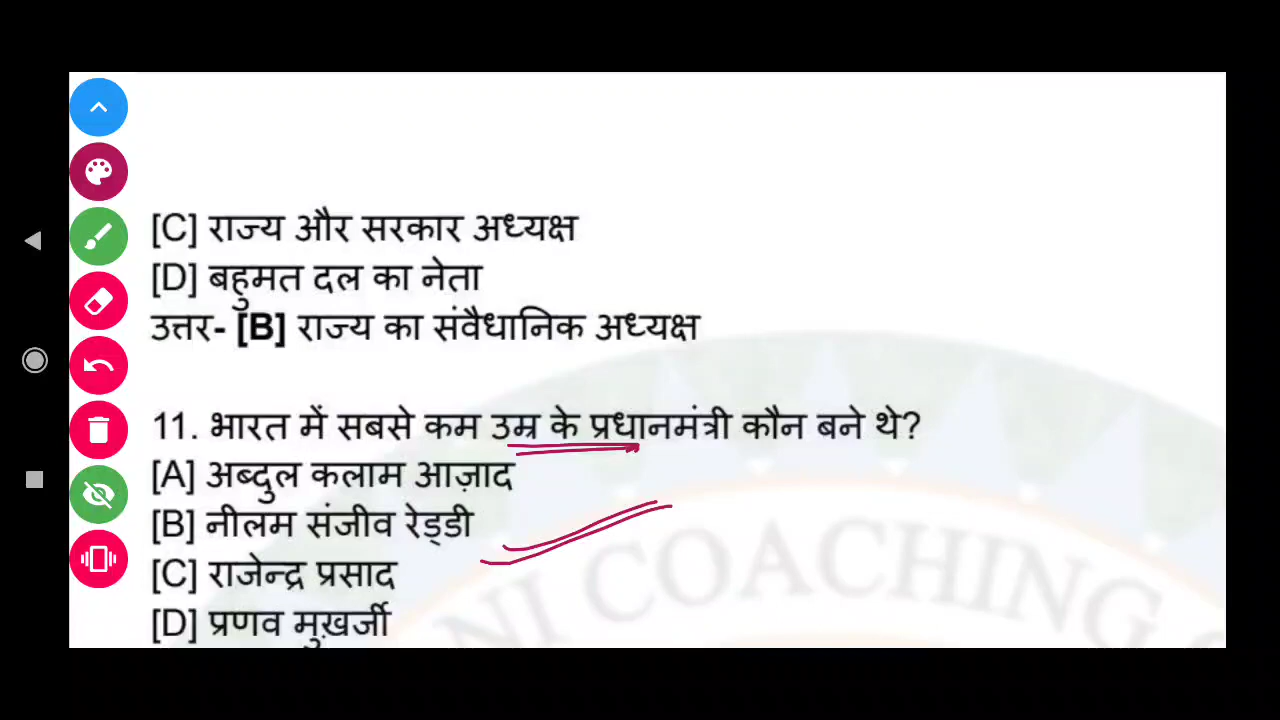 [C] राज्य और सरकार अध्यक्ष
[D] बहुमत दल का नेता
उत्तर- [B] राज्य का संवैधानिक अध्यक्ष
11. भारत में सबसे कम उम्र के प्रधानमंत्री कौन बने थे?
[A] अब्दुल कलाम आज़ाद
[B] नीलम संजीव रेड्डी
[C] राजेन्द्र प्रसाद
[D] प्रणव मुख़र्जी
NI COACHING